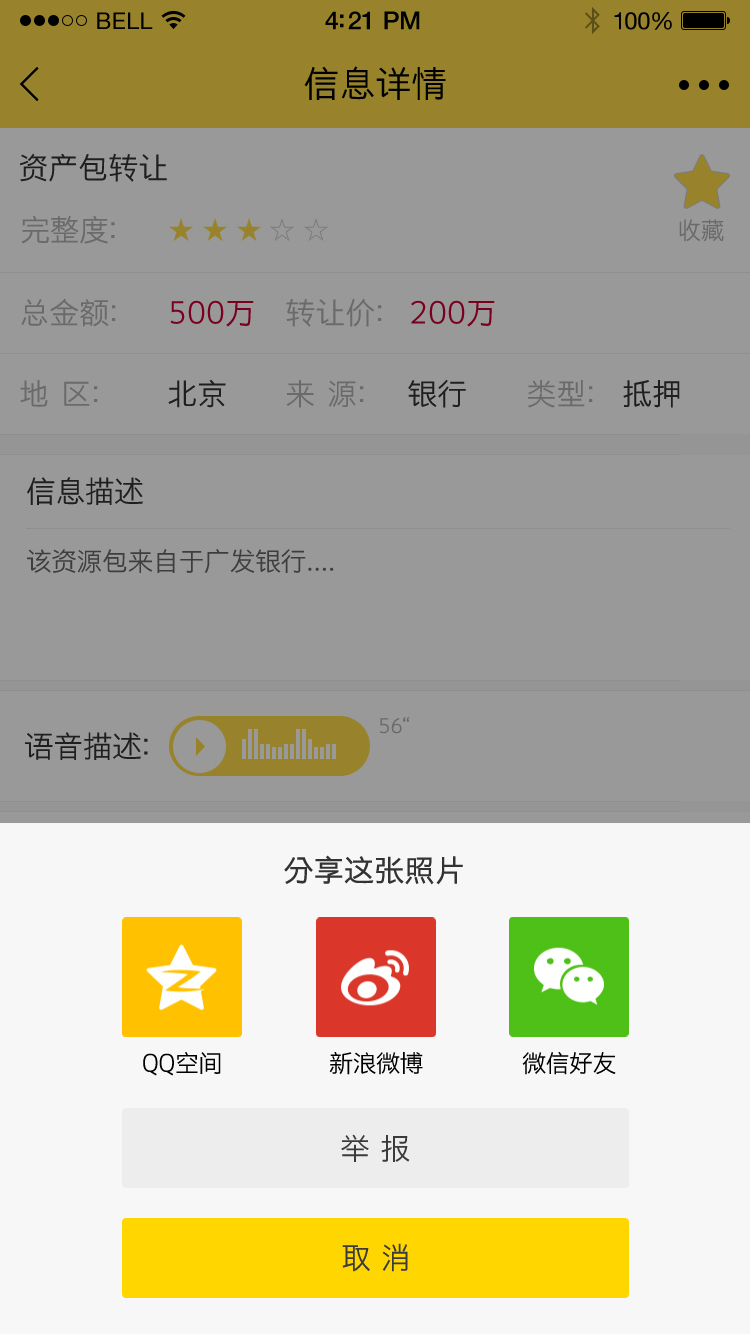 BELL 4:21 PM 100%
信息详情
资产包转让
完整度: 收藏
总金额: 500万 转让价: 200万
地 区: 北京 来 源: 银行 类型: 抵押
信息描述
该资源包来自于广发银行....
语音描述: 56“
分享这张照片
QQ空间 新浪微博 微信好友
举 报
取 消